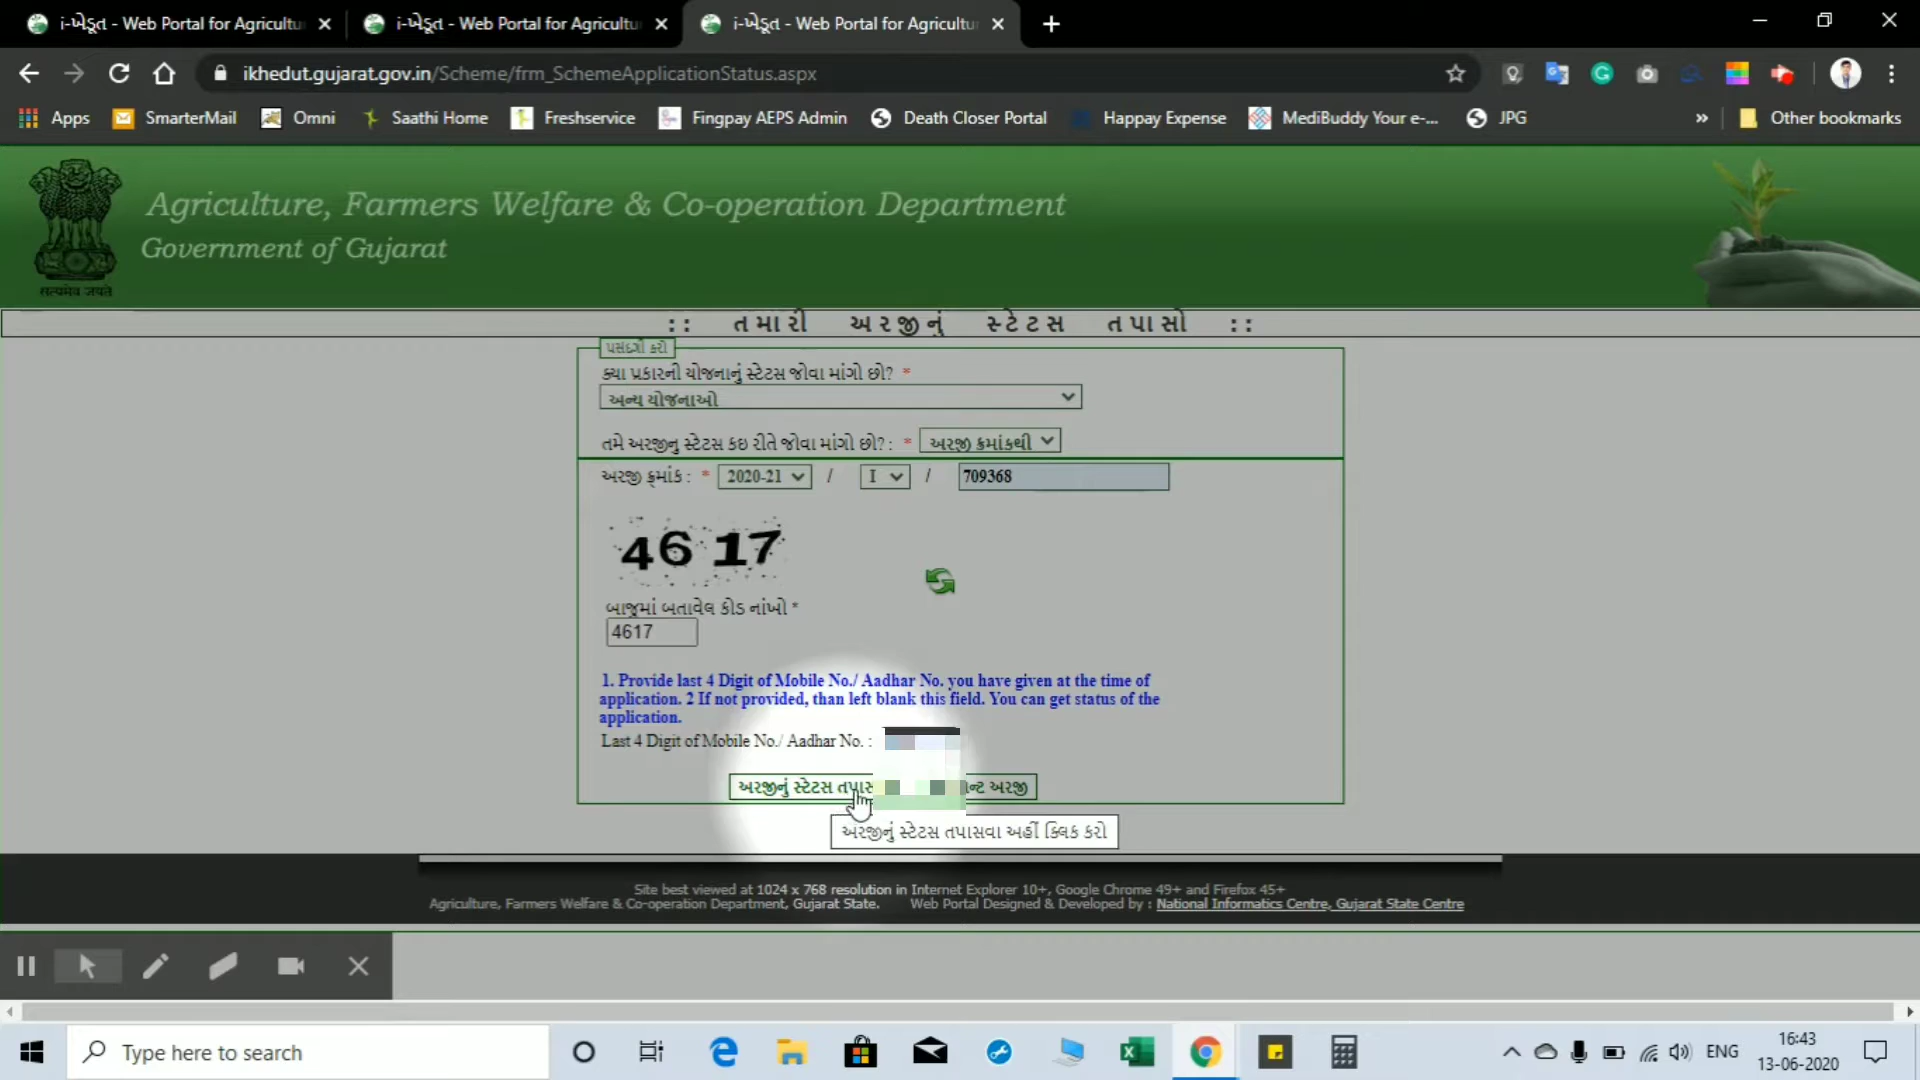 i-ખેડૂત - Web Portal for Agricultu
i-ખેડૂત - Web Portal for Agricultu
i-ખેડૂત - Web Portal for Agricultu
ikhedut.gujarat.gov.in/Scheme/frm_SchemeApplicationStatus.aspx
Apps SmarterMail Omni Saathi Home Freshservice Fingpay AEPS Admin Death Closer Portal Happay Expense MediBuddy Your e-... JPG » Other bookmarks
Agriculture, Farmers Welfare & Co-operation Department
Government of Gujarat
सत्यमेव जयते
:: તમારી અરજીનું સ્ટેટસ તપાસો ::
પસંદગી કરો
ક્યા પ્રકારની યોજનાનું સ્ટેટસ જોવા માંગો છો? *
અન્ય યોજનાઓ
તમે અરજીનુ સ્ટેટસ કઇ રીતે જોવા માંગો છો? : * અરજી ક્રમાંકથી
અરજી ક્ર્માંક : * 2020-21 / I / 709368
4617
બાજુમાં બતાવેલ કોડ નાંખો *
4617
1. Provide last 4 Digit of Mobile No./ Aadhar No. you have given at the time of
application. 2 If not provided, than left blank this field. You can get status of the
application.
Last 4 Digit of Mobile No./ Aadhar No. :
અરજીનું સ્ટેટસ તપાસ ન્ટ અરજી
અરજીનું સ્ટેટસ તપાસવા અહીં ક્લિક કરો
Site best viewed at 1024 x 768 resolution in Internet Explorer 10+, Google Chrome 49+ and Firefox 45+
Agriculture, Farmers Welfare & Co-operation Department, Gujarat State. Web Portal Designed & Developed by : National Informatics Centre, Gujarat State Centre
Type here to search
ENG
16:43
13-06-2020